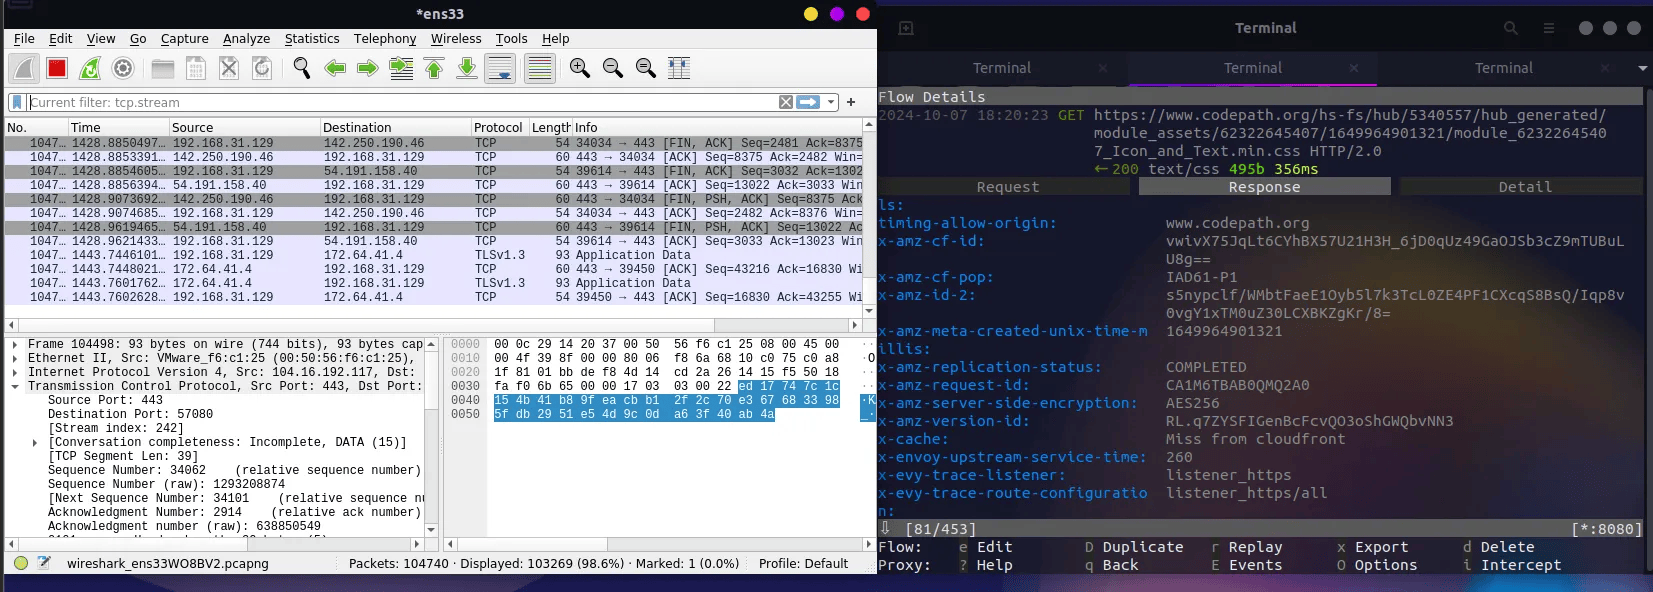 *ens33
File Edit View Go Capture Analyze Statistics Telephony Wireless Tools Help
Current filter: tcp.stream
No. Time Source Destination Protocol Length Info
1047… 1428.8850497… 192.168.31.129 142.250.190.46 TCP 54 34034 → 443 [FIN, ACK] Seq=2481 Ack=8375
1047… 1428.8853391… 142.250.190.46 192.168.31.129 TCP 60 443 → 34034 [ACK] Seq=8375 Ack=2482 Win=
1047… 1428.8854605… 192.168.31.129 54.191.158.40 TCP 54 39614 → 443 [FIN, ACK] Seq=3032 Ack=1302
1047… 1428.8856394… 54.191.158.40 192.168.31.129 TCP 60 443 → 39614 [ACK] Seq=13022 Ack=3033 Win
1047… 1428.9073692… 142.250.190.46 192.168.31.129 TCP 60 443 → 34034 [FIN, PSH, ACK] Seq=8375 Ack
1047… 1428.9074685… 192.168.31.129 142.250.190.46 TCP 54 34034 → 443 [ACK] Seq=2482 Ack=8376 Win=
1047… 1428.9619465… 54.191.158.40 192.168.31.129 TCP 60 443 → 39614 [FIN, PSH, ACK] Seq=13022 Ac
1047… 1428.9621433… 192.168.31.129 54.191.158.40 TCP 54 39614 → 443 [ACK] Seq=3033 Ack=13023 Win
1047… 1443.7446101… 192.168.31.129 172.64.41.4 TLSv1.3 93 Application Data
1047… 1443.7448021… 172.64.41.4 192.168.31.129 TCP 60 443 → 39450 [ACK] Seq=43216 Ack=16830 Wi
1047… 1443.7601762… 172.64.41.4 192.168.31.129 TLSv1.3 93 Application Data
1047… 1443.7602628… 192.168.31.129 172.64.41.4 TCP 54 39450 → 443 [ACK] Seq=16830 Ack=43255 Wi
Frame 104498: 93 bytes on wire (744 bits), 93 bytes cap
Ethernet II, Src: VMware_f6:c1:25 (00:50:56:f6:c1:25),
Internet Protocol Version 4, Src: 104.16.192.117, Dst:
Transmission Control Protocol, Src Port: 443, Dst Port:
Source Port: 443
Destination Port: 57080
[Stream index: 242]
[Conversation completeness: Incomplete, DATA (15)]
[TCP Segment Len: 39]
Sequence Number: 34062 (relative sequence number)
Sequence Number (raw): 1293208874
[Next Sequence Number: 34101 (relative sequence nu
Acknowledgment Number: 2914 (relative ack number)
Acknowledgment number (raw): 638850549
0000 00 0c 29 14 20 37 00 50 56 f6 c1 25 08 00 45 00
0010 00 4f 39 8f 00 00 80 06 f8 6a 68 10 c0 75 c0 a8 ·O
0020 1f 81 01 bb de f8 4d 14 cd 2a 26 14 15 f5 50 18
0030 fa f0 6b 65 00 00 17 03 03 00 22 ed 17 74 7c 1c
0040 15 4b 41 b8 9f ea cb b1 2f 2c 70 e3 67 68 33 98 ·K
0050 5f db 29 51 e5 4d 9c 0d a6 3f 40 ab 4a _·
wireshark_ens33WO8BV2.pcapng Packets: 104740 · Displayed: 103269 (98.6%) · Marked: 1 (0.0%) Profile: Default
Terminal
Terminal Terminal Terminal
Flow Details
2024-10-07 18:20:23 GET https://www.codepath.org/hs-fs/hub/5340557/hub_generated/
module_assets/62322645407/1649964901321/module_6232264540
7_Icon_and_Text.min.css HTTP/2.0
← 200 text/css 495b 356ms
Request Response Detail
ls:
timing-allow-origin: www.codepath.org
x-amz-cf-id: vwivX75JqLt6CYhBX57U21H3H_6jD0qUz49GaOJSb3cZ9mTUBuL
U8g==
x-amz-cf-pop: IAD61-P1
x-amz-id-2: s5nypclf/WMbtFaeE1Oyb5l7k3TcL0ZE4PF1CXcqS8BsQ/Iqp8v
0vgY1xTM0uZ30LCXBKZgKr/8=
x-amz-meta-created-unix-time-m 1649964901321
illis:
x-amz-replication-status: COMPLETED
x-amz-request-id: CA1M6TBAB0QMQ2A0
x-amz-server-side-encryption: AES256
x-amz-version-id: RL.q7ZYSFIGenBcFcvQO3oShGWQbvNN3
x-cache: Miss from cloudfront
x-envoy-upstream-service-time: 260
x-evy-trace-listener: listener_https
x-evy-trace-route-configuratio listener_https/all
n:
⇩ [81/453] [*:8080]
Flow: e Edit D Duplicate r Replay x Export d Delete
Proxy: ? Help q Back E Events O Options i Intercept